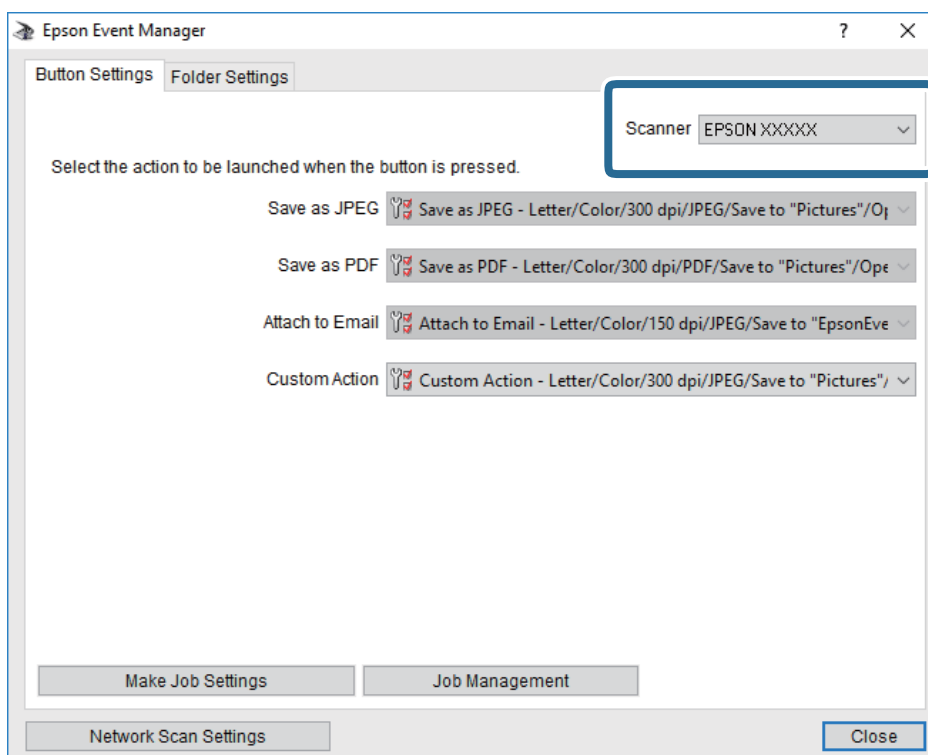 Epson Event Manager ? ×
Button Settings Folder Settings
Scanner EPSON XXXXX
Select the action to be launched when the button is pressed.
Save as JPEG Save as JPEG - Letter/Color/300 dpi/JPEG/Save to "Pictures"/Op
Save as PDF Save as PDF - Letter/Color/300 dpi/PDF/Save to "Pictures"/Ope
Attach to Email Attach to Email - Letter/Color/150 dpi/JPEG/Save to "EpsonEve
Custom Action Custom Action - Letter/Color/300 dpi/JPEG/Save to "Pictures"/
Make Job Settings Job Management
Network Scan Settings Close